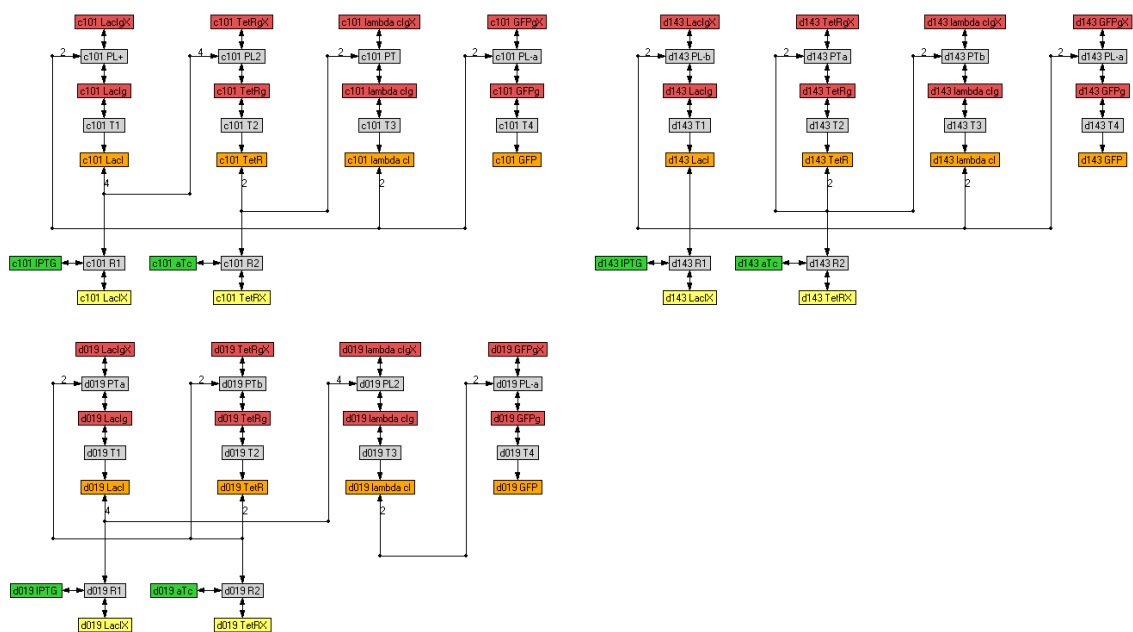 c101 LacIgX c101 TetRgX c101 lambda cIgX c101 GFPgX
2 c101 PL+ 4 c101 PL2 2 c101 PT 2 c101 PL-a
c101 LacIg c101 TetRg c101 lambda cIg c101 GFPg
c101 T1 c101 T2 c101 T3 c101 T4
c101 LacI c101 TetR c101 lambda cI c101 GFP
4 2 2
c101 IPTG c101 R1 c101 aTc c101 R2
c101 LacIX c101 TetRX
d143 LacIgX d143 TetRgX d143 lambda cIgX d143 GFPgX
2 d143 PL-b 2 d143 PTa 2 d143 PTb 2 d143 PL-a
d143 LacIg d143 TetRg d143 lambda cIg d143 GFPg
d143 T1 d143 T2 d143 T3 d143 T4
d143 LacI d143 TetR d143 lambda cI d143 GFP
2 2
d143 IPTG d143 R1 d143 aTc d143 R2
d143 LacIX d143 TetRX
d019 LacIgX d019 TetRgX d019 lambda cIgX d019 GFPgX
2 d019 PTa 2 d019 PTb 4 d019 PL2 2 d019 PL-a
d019 LacIg d019 TetRg d019 lambda cIg d019 GFPg
d019 T1 d019 T2 d019 T3 d019 T4
d019 LacI d019 TetR d019 lambda cI d019 GFP
4 2 2
d019 IPTG d019 R1 d019 aTc d019 R2
d019 LacIX d019 TetRX